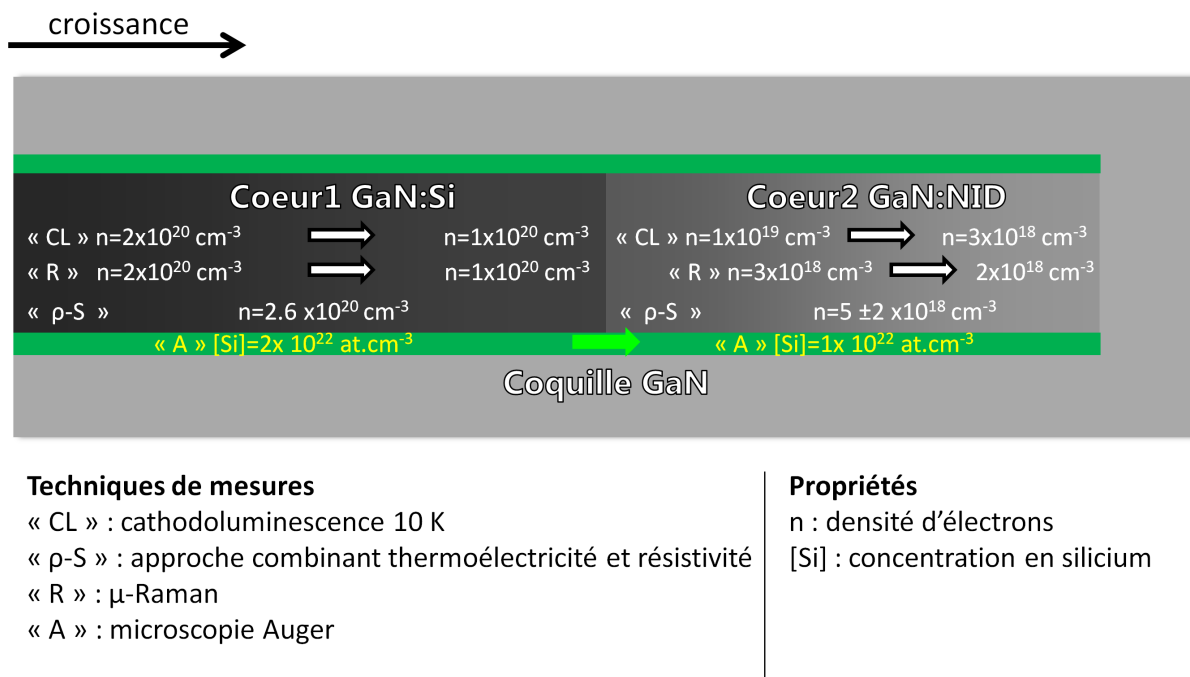 croissance
Coeur1 GaN:Si
Coeur2 GaN:NID
« CL » n=2x10²⁰ cm⁻³ n=1x10²⁰ cm⁻³ « CL » n=1x10¹⁹ cm⁻³ n=3x10¹⁸ cm⁻³
« R » n=2x10²⁰ cm⁻³ n=1x10²⁰ cm⁻³ « R » n=3x10¹⁸ cm⁻³ 2x10¹⁸ cm⁻³
« ρ-S » n=2.6 x10²⁰ cm⁻³ « ρ-S » n=5 ±2 x10¹⁸ cm⁻³
« A » [Si]=2x 10²² at.cm⁻³ « A » [Si]=1x 10²² at.cm⁻³
Coquille GaN
Techniques de mesures
« CL » : cathodoluminescence 10 K
« ρ-S » : approche combinant thermoélectricité et résistivité
« R » : µ-Raman
« A » : microscopie Auger
Propriétés
n : densité d’électrons
[Si] : concentration en silicium